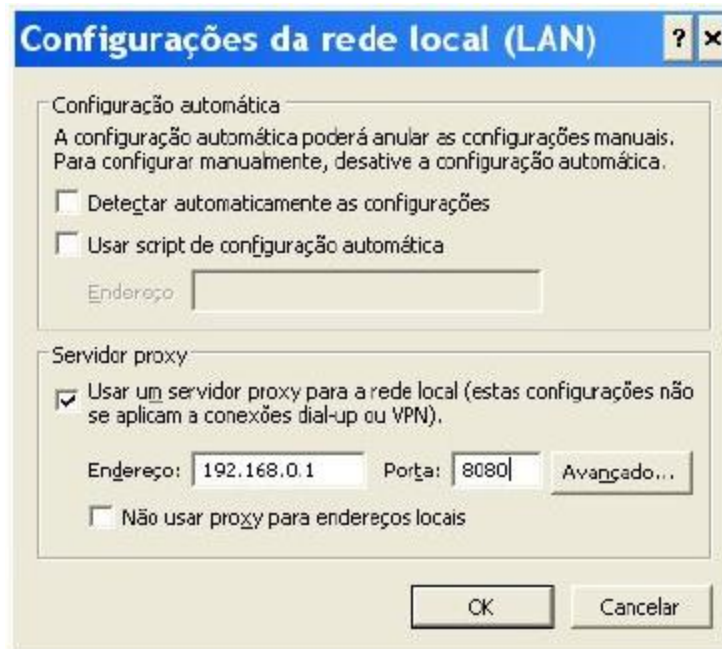 Configurações da rede local (LAN) ? ×
Configuração automática
A configuração automática poderá anular as configurações manuais.
Para configurar manualmente, desative a configuração automática.
Detectar automaticamente as configurações
Usar script de configuração automática
Endereço
Servidor proxy
Usar um servidor proxy para a rede local (estas configurações não
se aplicam a conexões dial-up ou VPN).
Endereço: 192.168.0.1 Porta: 8080 Avançado...
Não usar proxy para endereços locais
OK Cancelar